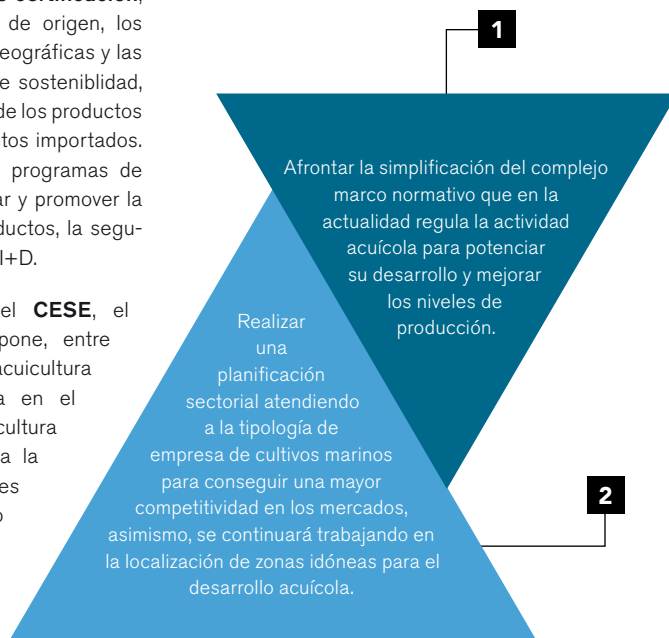 certificación,
de origen, los
eográficas y las
e sosteniblidad,
de los productos
tos importados.
programas de
ar y promover la
ductos, la segu-
I+D.
el CESE, el
pone, entre
acuicultura
a en el
cultura
a la
es
1
Afrontar la simplificación del complejo
marco normativo que en la
actualidad regula la actividad
acuícola para potenciar
su desarrollo y mejorar
los niveles de
producción.
Realizar
una
planificación
sectorial atendiendo
a la tipología de
empresa de cultivos marinos
para conseguir una mayor
competitividad en los mercados,
asimismo, se continuará trabajando en
la localización de zonas idóneas para el
desarrollo acuícola.
2